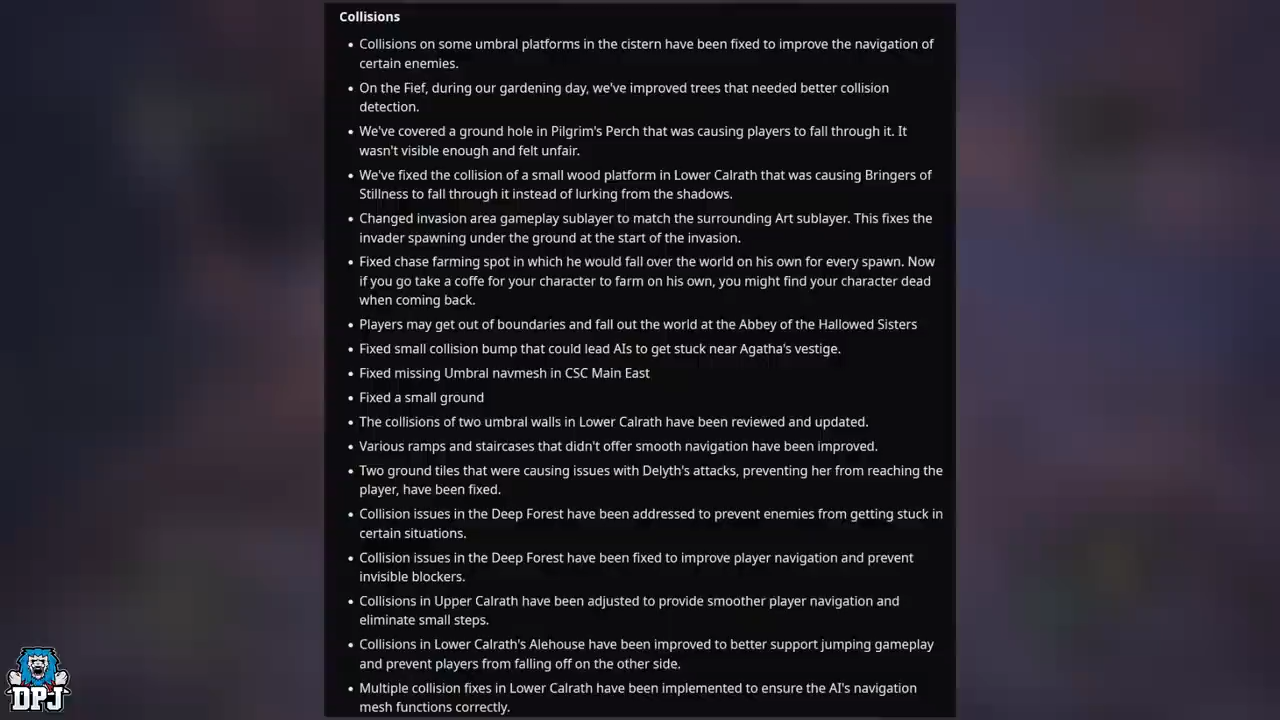 Collisions
• Collisions on some umbral platforms in the cistern have been fixed to improve the navigation of
certain enemies.
• On the Fief, during our gardening day, we've improved trees that needed better collision
detection.
• We've covered a ground hole in Pilgrim's Perch that was causing players to fall through it. It
wasn't visible enough and felt unfair.
• We've fixed the collision of a small wood platform in Lower Calrath that was causing Bringers of
Stillness to fall through it instead of lurking from the shadows.
• Changed invasion area gameplay sublayer to match the surrounding Art sublayer. This fixes the
invader spawning under the ground at the start of the invasion.
• Fixed chase farming spot in which he would fall over the world on his own for every spawn. Now
if you go take a coffe for your character to farm on his own, you might find your character dead
when coming back.
• Players may get out of boundaries and fall out the world at the Abbey of the Hallowed Sisters
• Fixed small collision bump that could lead AIs to get stuck near Agatha's vestige.
• Fixed missing Umbral navmesh in CSC Main East
• Fixed a small ground
• The collisions of two umbral walls in Lower Calrath have been reviewed and updated.
• Various ramps and staircases that didn't offer smooth navigation have been improved.
• Two ground tiles that were causing issues with Delyth's attacks, preventing her from reaching the
player, have been fixed.
• Collision issues in the Deep Forest have been addressed to prevent enemies from getting stuck in
certain situations.
• Collision issues in the Deep Forest have been fixed to improve player navigation and prevent
invisible blockers.
• Collisions in Upper Calrath have been adjusted to provide smoother player navigation and
eliminate small steps.
• Collisions in Lower Calrath's Alehouse have been improved to better support jumping gameplay
and prevent players from falling off on the other side.
• Multiple collision fixes in Lower Calrath have been implemented to ensure the AI's navigation
mesh functions correctly.
DPJ